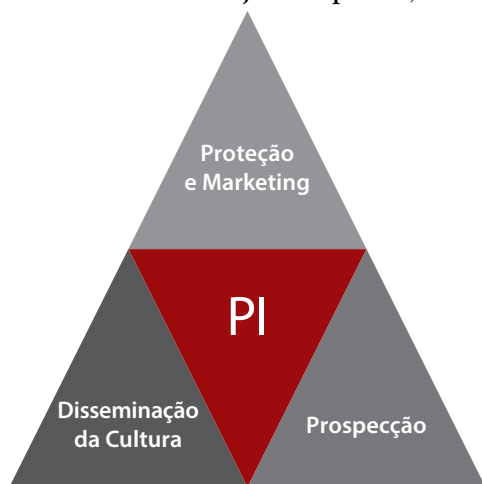 Proteção
e Marketing
PI
Disseminação
da Cultura
Prospecção